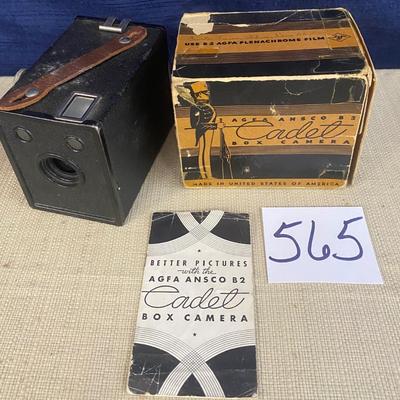 USE B2 AGFA PLENACHROME FILM
AGFA ANSCO B2
Cadet
BOX CAMERA
MADE IN UNITED STATES OF AMERICA
565
BETTER PICTURES
with the
AGFA ANSCO B2
Cadet
BOX CAMERA